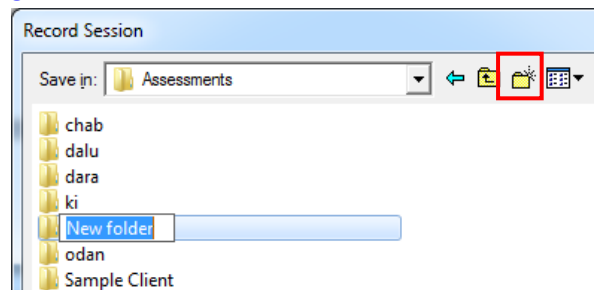 Record Session
Save in: Assessments
chab
dalu
dara
ki
New folder
odan
Sample Client